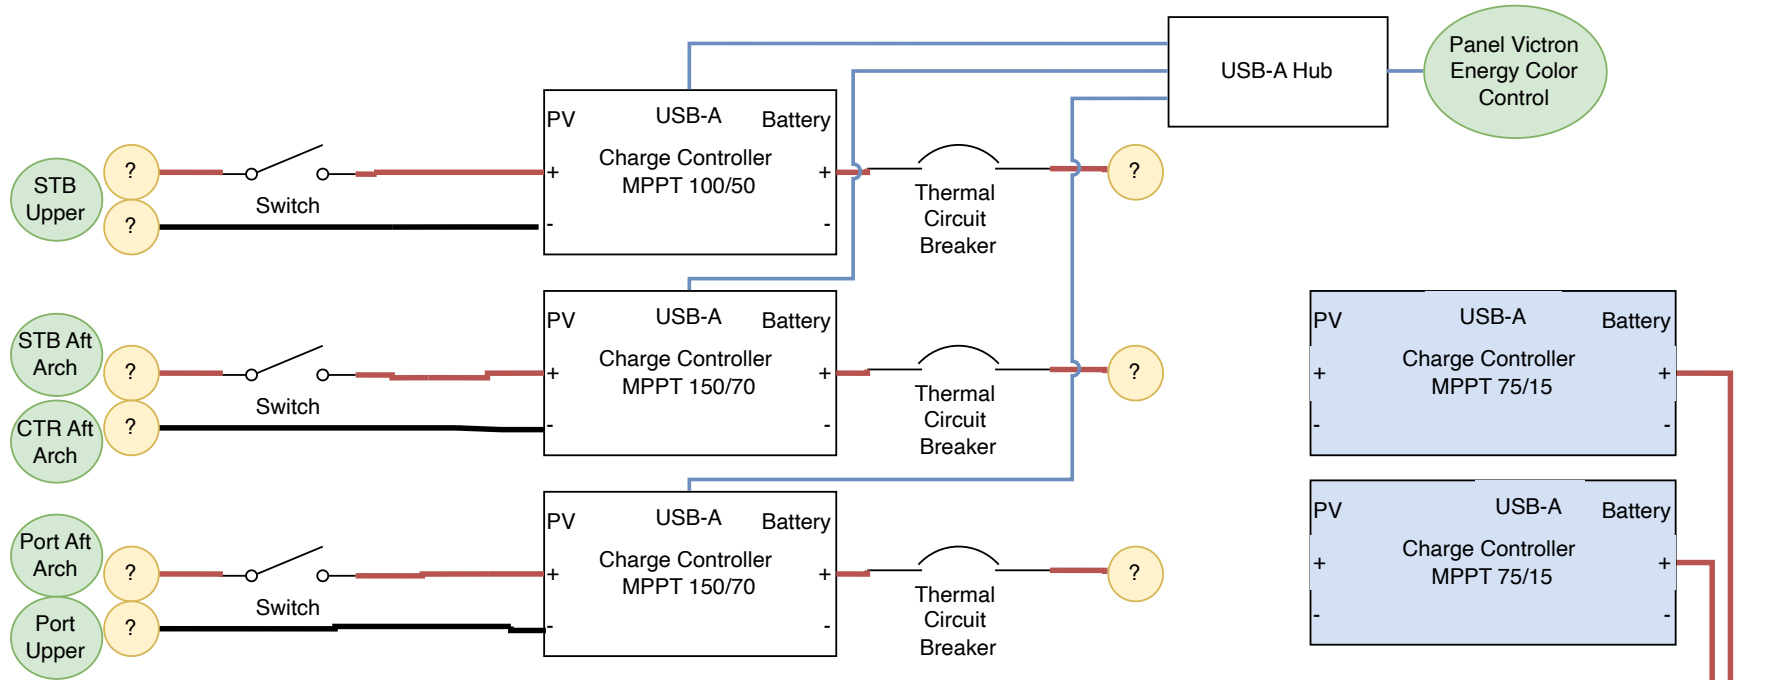 Panel Victron
Energy Color
Control
USB-A Hub
PV
USB-A
Battery
Charge Controller
MPPT 100/50
+
+
-
-
STB
Upper
?
?
Switch
Thermal
Circuit
Breaker
?
STB Aft
Arch
CTR Aft
Arch
?
?
Switch
PV
USB-A
Battery
Charge Controller
MPPT 150/70
+
+
-
-
Thermal
Circuit
Breaker
?
PV
USB-A
Battery
Charge Controller
MPPT 75/15
+
+
-
-
Port Aft
Arch
Port
Upper
?
?
Switch
PV
USB-A
Battery
Charge Controller
MPPT 150/70
+
+
-
-
Thermal
Circuit
Breaker
?
PV
USB-A
Battery
Charge Controller
MPPT 75/15
+
+
-
-